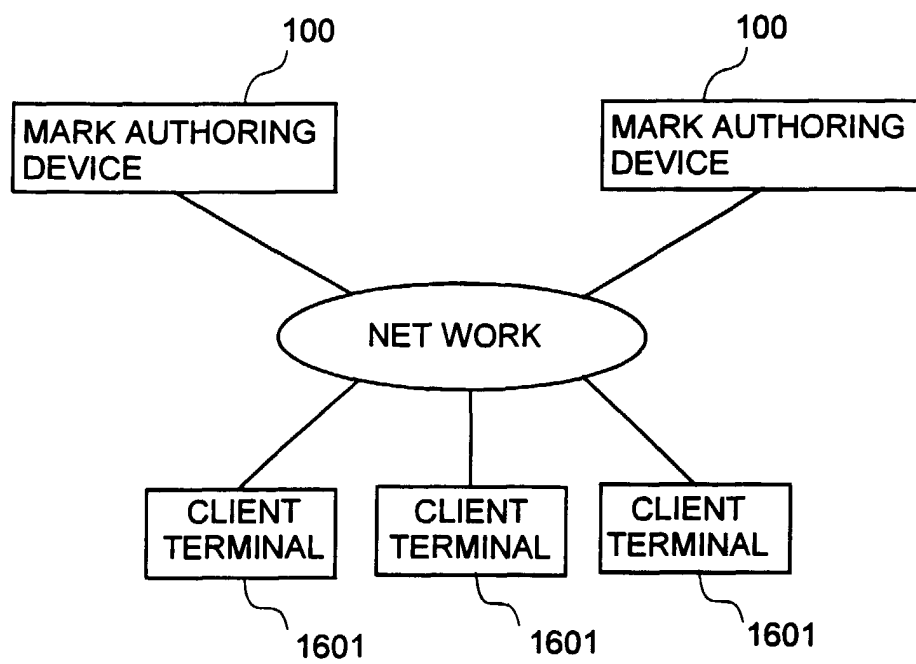 100
100
MARK AUTHORING
DEVICE
MARK AUTHORING
DEVICE
NET WORK
CLIENT
TERMINAL
CLIENT
TERMINAL
CLIENT
TERMINAL
1601
1601
1601